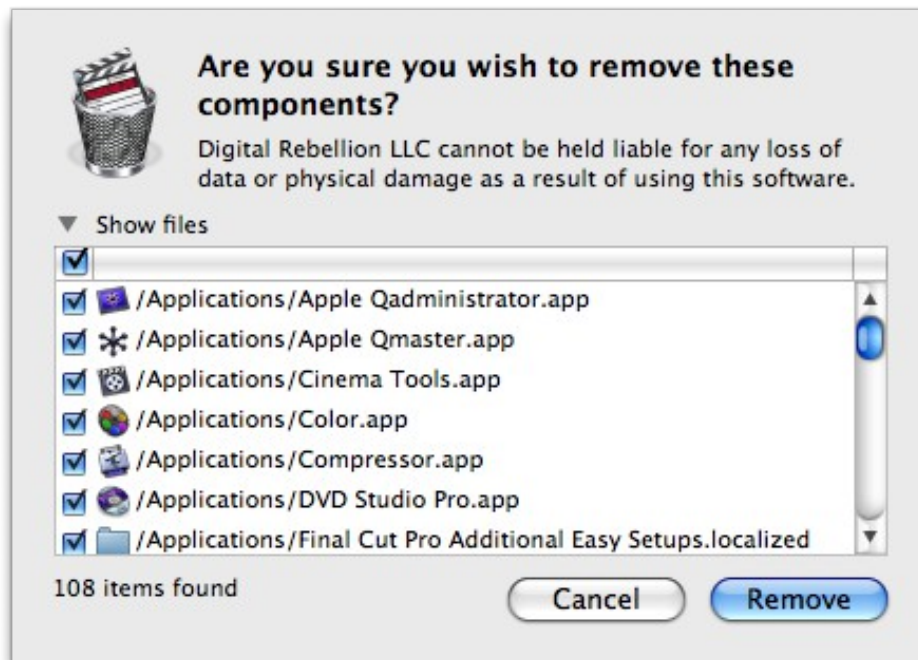 Are you sure you wish to remove these
components?
Digital Rebellion LLC cannot be held liable for any loss of
data or physical damage as a result of using this software.
Show files
/Applications/Apple Qadministrator.app
/Applications/Apple Qmaster.app
/Applications/Cinema Tools.app
/Applications/Color.app
/Applications/Compressor.app
/Applications/DVD Studio Pro.app
/Applications/Final Cut Pro Additional Easy Setups.localized
108 items found
Cancel
Remove